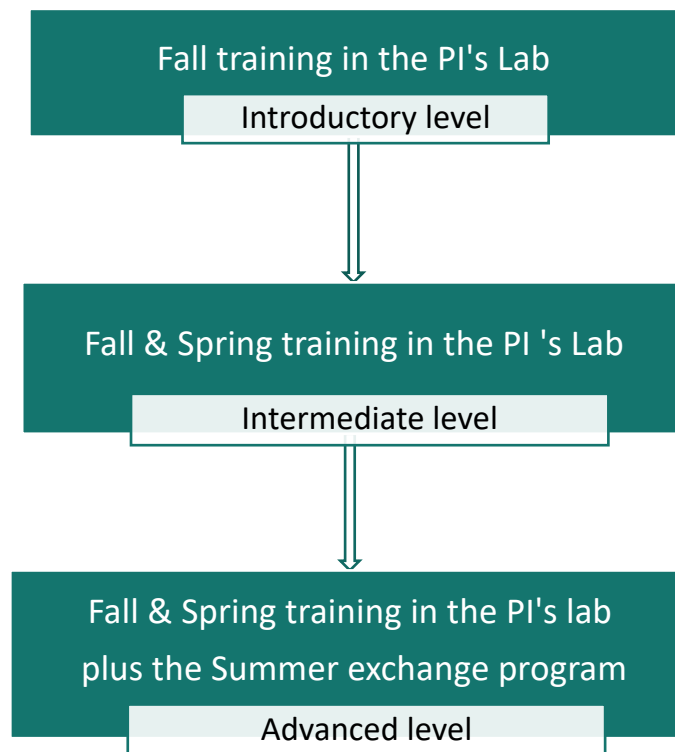 Fall training in the PI's Lab
Introductory level
Fall & Spring training in the PI 's Lab
Intermediate level
Fall & Spring training in the PI's lab
plus the Summer exchange program
Advanced level